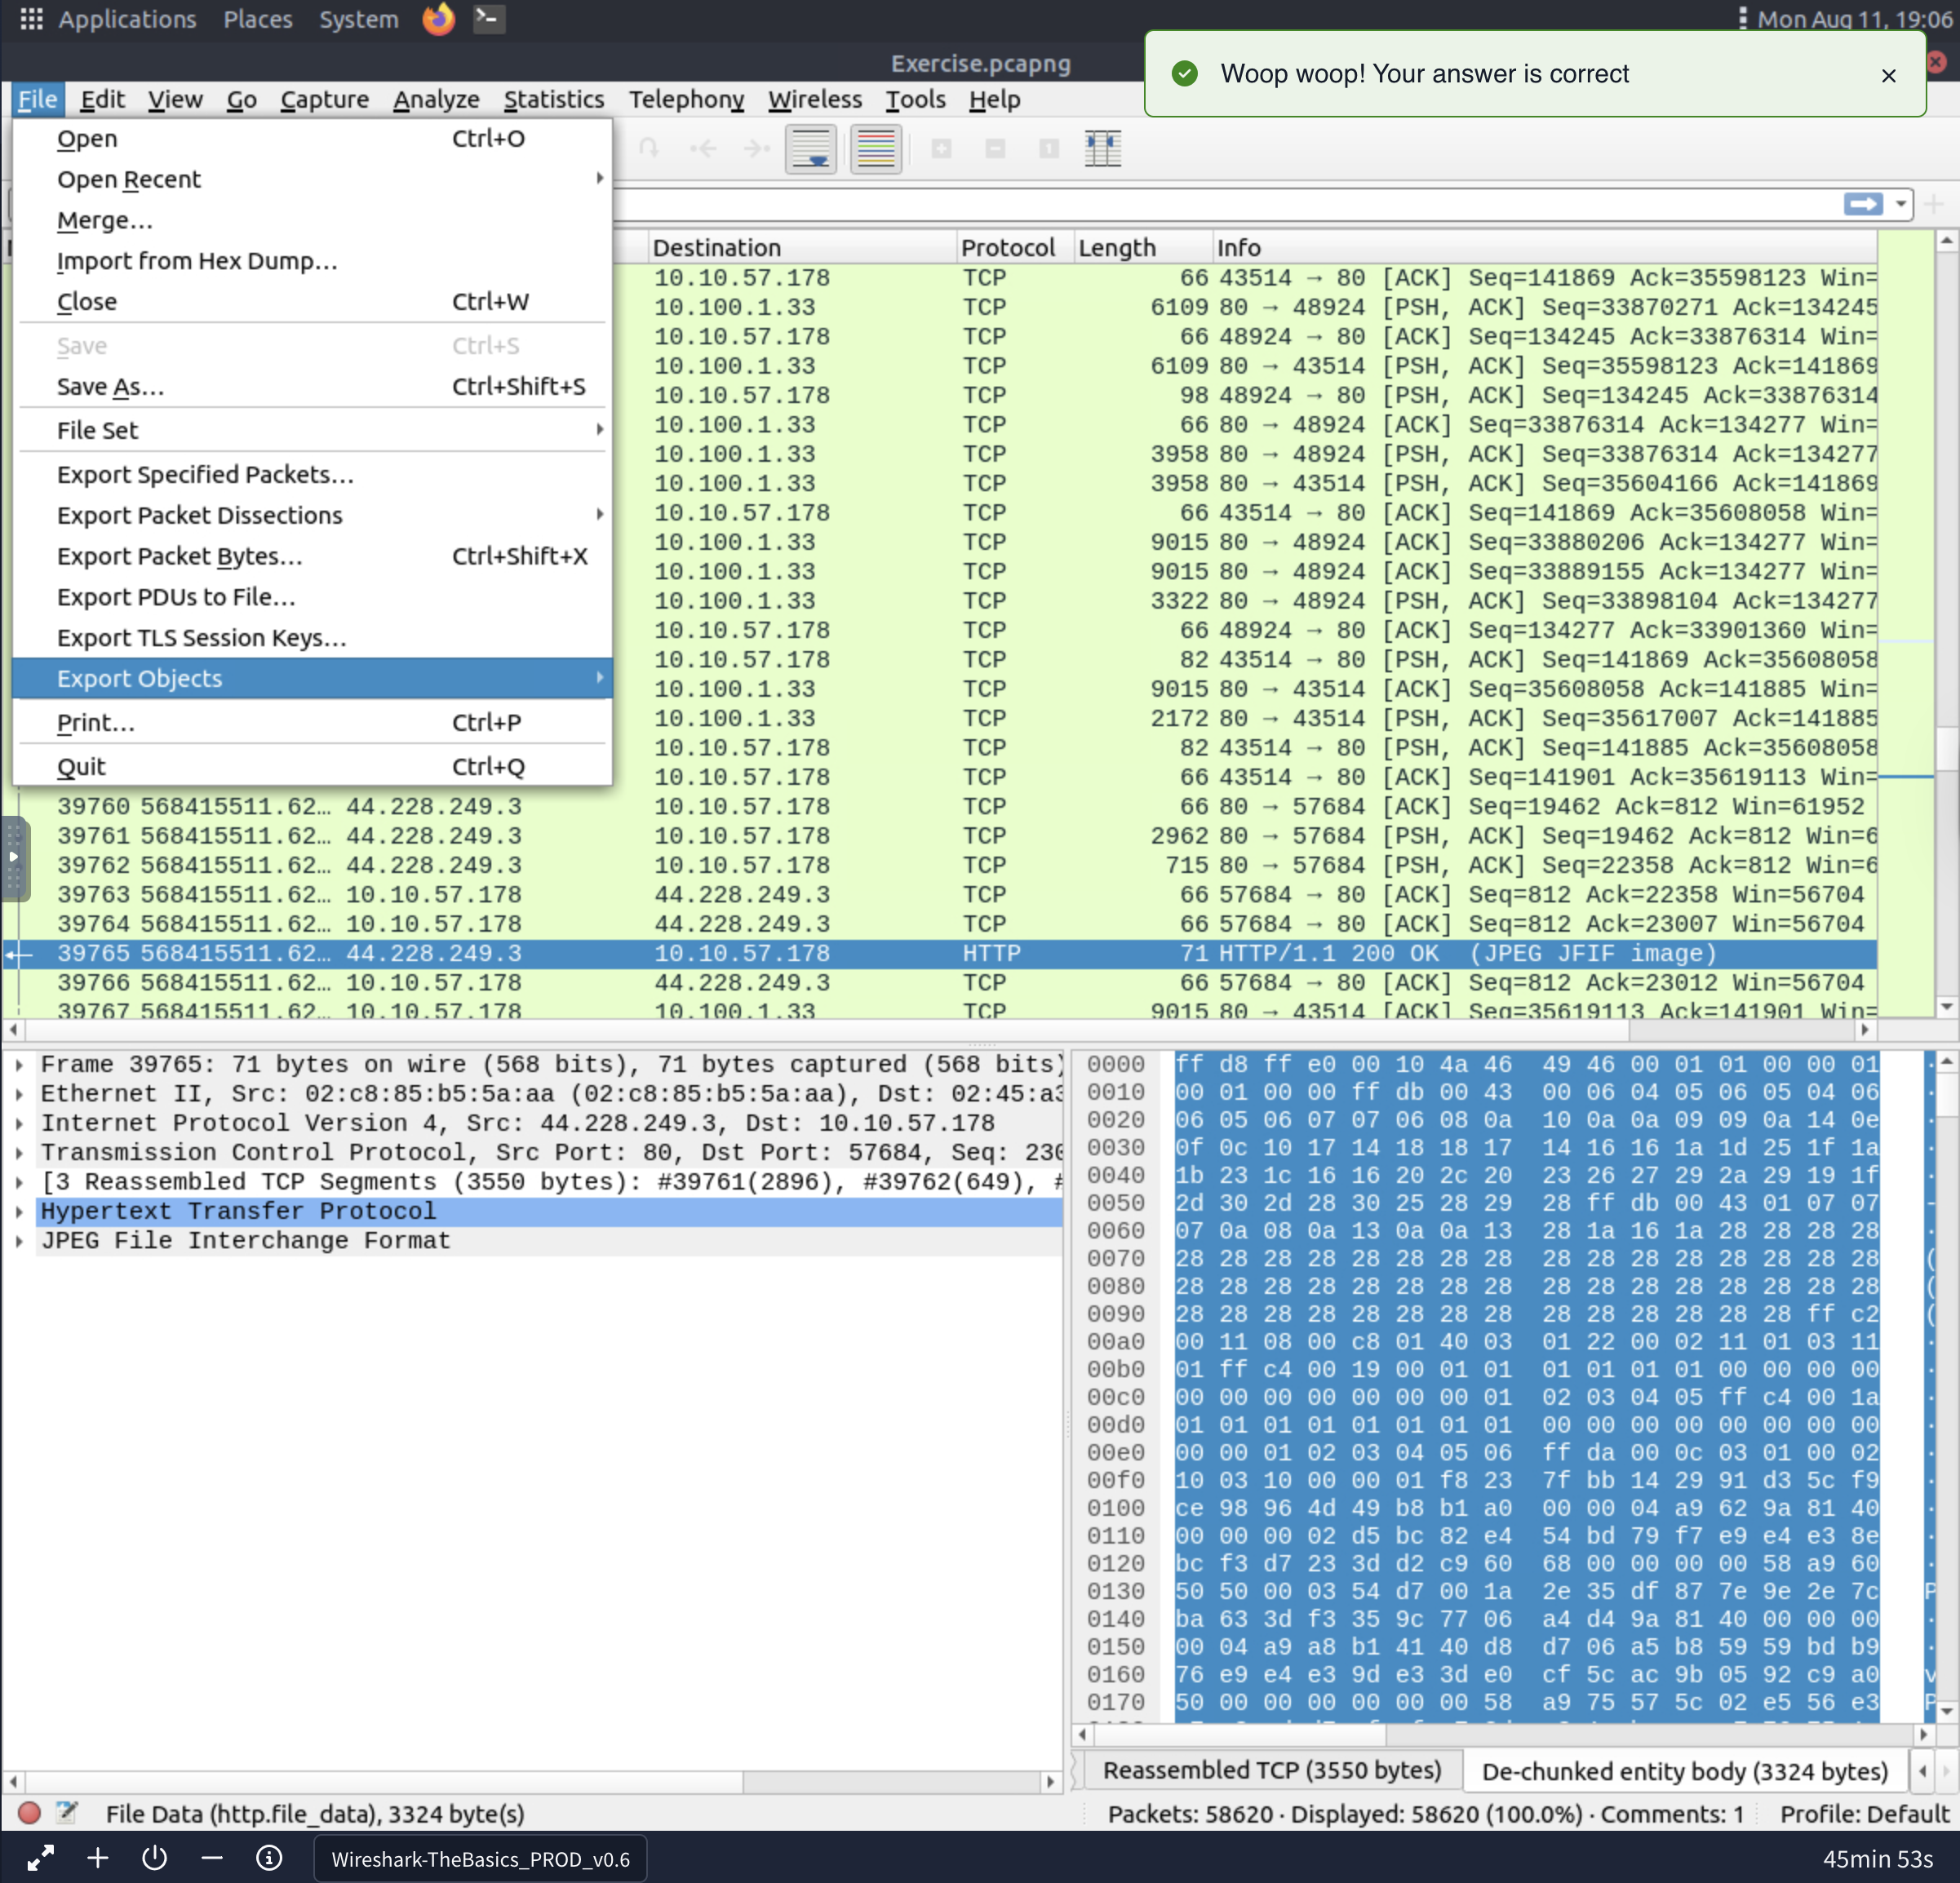 Applications Places System Mon Aug 11, 19:06
Exercise.pcapng
Woop woop! Your answer is correct
File Edit View Go Capture Analyze Statistics Telephony Wireless Tools Help
Open Ctrl+O
Open Recent
Merge...
Import from Hex Dump...
Close Ctrl+W
Save Ctrl+S
Save As... Ctrl+Shift+S
File Set
Export Specified Packets...
Export Packet Dissections
Export Packet Bytes... Ctrl+Shift+X
Export PDUs to File...
Export TLS Session Keys...
Export Objects
Print... Ctrl+P
Quit Ctrl+Q
Destination Protocol Length Info
10.10.57.178 TCP 66 43514 → 80 [ACK] Seq=141869 Ack=35598123 Win=
10.100.1.33 TCP 6109 80 → 48924 [PSH, ACK] Seq=33870271 Ack=134245
10.10.57.178 TCP 66 48924 → 80 [ACK] Seq=134245 Ack=33876314 Win=
10.100.1.33 TCP 6109 80 → 43514 [PSH, ACK] Seq=35598123 Ack=141869
10.10.57.178 TCP 98 48924 → 80 [PSH, ACK] Seq=134245 Ack=33876314
10.100.1.33 TCP 66 80 → 48924 [ACK] Seq=33876314 Ack=134277 Win=
10.100.1.33 TCP 3958 80 → 48924 [PSH, ACK] Seq=33876314 Ack=134277
10.100.1.33 TCP 3958 80 → 43514 [PSH, ACK] Seq=35604166 Ack=141869
10.10.57.178 TCP 66 43514 → 80 [ACK] Seq=141869 Ack=35608058 Win=
10.100.1.33 TCP 9015 80 → 48924 [ACK] Seq=33880206 Ack=134277 Win=
10.100.1.33 TCP 9015 80 → 48924 [ACK] Seq=33889155 Ack=134277 Win=
10.100.1.33 TCP 3322 80 → 48924 [PSH, ACK] Seq=33898104 Ack=134277
10.10.57.178 TCP 66 48924 → 80 [ACK] Seq=134277 Ack=33901360 Win=
10.10.57.178 TCP 82 43514 → 80 [PSH, ACK] Seq=141869 Ack=35608058
10.100.1.33 TCP 9015 80 → 43514 [ACK] Seq=35608058 Ack=141885 Win=
10.100.1.33 TCP 2172 80 → 43514 [PSH, ACK] Seq=35617007 Ack=141885
10.10.57.178 TCP 82 43514 → 80 [PSH, ACK] Seq=141885 Ack=35608058
10.10.57.178 TCP 66 43514 → 80 [ACK] Seq=141901 Ack=35619113 Win=
39760 568415511.62… 44.228.249.3 10.10.57.178 TCP 66 80 → 57684 [ACK] Seq=19462 Ack=812 Win=61952
39761 568415511.62… 44.228.249.3 10.10.57.178 TCP 2962 80 → 57684 [PSH, ACK] Seq=19462 Ack=812 Win=6
39762 568415511.62… 44.228.249.3 10.10.57.178 TCP 715 80 → 57684 [PSH, ACK] Seq=22358 Ack=812 Win=6
39763 568415511.62… 10.10.57.178 44.228.249.3 TCP 66 57684 → 80 [ACK] Seq=812 Ack=22358 Win=56704
39764 568415511.62… 10.10.57.178 44.228.249.3 TCP 66 57684 → 80 [ACK] Seq=812 Ack=23007 Win=56704
39765 568415511.62… 44.228.249.3 10.10.57.178 HTTP 71 HTTP/1.1 200 OK (JPEG JFIF image)
39766 568415511.62… 10.10.57.178 44.228.249.3 TCP 66 57684 → 80 [ACK] Seq=812 Ack=23012 Win=56704
39767 568415511.62… 10.10.57.178 10.100.1.33 TCP 9015 80 → 43514 [ACK] Seq=35619113 Ack=141901 Win=
Frame 39765: 71 bytes on wire (568 bits), 71 bytes captured (568 bits)
Ethernet II, Src: 02:c8:85:b5:5a:aa (02:c8:85:b5:5a:aa), Dst: 02:45:a3
Internet Protocol Version 4, Src: 44.228.249.3, Dst: 10.10.57.178
Transmission Control Protocol, Src Port: 80, Dst Port: 57684, Seq: 230
[3 Reassembled TCP Segments (3550 bytes): #39761(2896), #39762(649), #
Hypertext Transfer Protocol
JPEG File Interchange Format
0000 ff d8 ff e0 00 10 4a 46 49 46 00 01 01 00 00 01
0010 00 01 00 00 ff db 00 43 00 06 04 05 06 05 04 06
0020 06 05 06 07 07 06 08 0a 10 0a 0a 09 09 0a 14 0e
0030 0f 0c 10 17 14 18 18 17 14 16 16 1a 1d 25 1f 1a
0040 1b 23 1c 16 16 20 2c 20 23 26 27 29 2a 29 19 1f
0050 2d 30 2d 28 30 25 28 29 28 ff db 00 43 01 07 07
0060 07 0a 08 0a 13 0a 0a 13 28 1a 16 1a 28 28 28 28
0070 28 28 28 28 28 28 28 28 28 28 28 28 28 28 28 28 (
0080 28 28 28 28 28 28 28 28 28 28 28 28 28 28 28 28 (
0090 28 28 28 28 28 28 28 28 28 28 28 28 28 28 ff c2 (
00a0 00 11 08 00 c8 01 40 03 01 22 00 02 11 01 03 11
00b0 01 ff c4 00 19 00 01 01 01 01 01 01 00 00 00 00
00c0 00 00 00 00 00 00 00 01 02 03 04 05 ff c4 00 1a
00d0 01 01 01 01 01 01 01 01 00 00 00 00 00 00 00 00
00e0 00 00 01 02 03 04 05 06 ff da 00 0c 03 01 00 02
00f0 10 03 10 00 00 01 f8 23 7f bb 14 29 91 d3 5c f9
0100 ce 98 96 4d 49 b8 b1 a0 00 00 04 a9 62 9a 81 40
0110 00 00 00 02 d5 bc 82 e4 54 bd 79 f7 e9 e4 e3 8e
0120 bc f3 d7 23 3d d2 c9 60 68 00 00 00 00 58 a9 60
0130 50 50 00 03 54 d7 00 1a 2e 35 df 87 7e 9e 2e 7c P
0140 ba 63 3d f3 35 9c 77 06 a4 d4 9a 81 40 00 00 00
0150 00 04 a9 a8 b1 41 40 d8 d7 06 a5 b8 59 59 bd b9
0160 76 e9 e4 e3 9d e3 3d e0 cf 5c ac 9b 05 92 c9 a0 v
0170 50 00 00 00 00 00 00 58 a9 75 57 5c 02 e5 56 e3 P
Reassembled TCP (3550 bytes) De-chunked entity body (3324 bytes)
File Data (http.file_data), 3324 byte(s) Packets: 58620 · Displayed: 58620 (100.0%) · Comments: 1 Profile: Default
Wireshark-TheBasics_PROD_v0.6 45min 53s